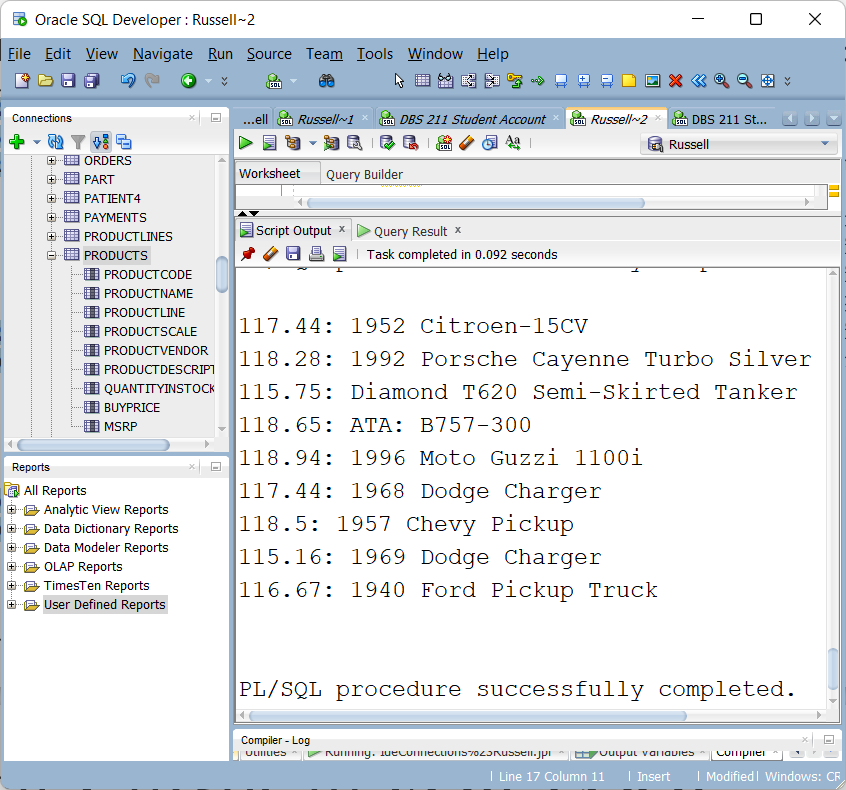 Oracle SQL Developer : Russell~2
File Edit View Navigate Run Source Team Tools Window Help
Connections
ORDERS
PART
PATIENT4
PAYMENTS
PRODUCTLINES
PRODUCTS
PRODUCTCODE
PRODUCTNAME
PRODUCTLINE
PRODUCTSCALE
PRODUCTVENDOR
PRODUCTDESCRIPT
QUANTITYINSTOCK
BUYPRICE
MSRP
Reports
All Reports
Analytic View Reports
Data Dictionary Reports
Data Modeler Reports
OLAP Reports
TimesTen Reports
User Defined Reports
...ell Russell~1 DBS 211 Student Account Russell~2 DBS 211 St...
Russell
Worksheet Query Builder
Script Output Query Result
Task completed in 0.092 seconds
117.44: 1952 Citroen-15CV
118.28: 1992 Porsche Cayenne Turbo Silver
115.75: Diamond T620 Semi-Skirted Tanker
118.65: ATA: B757-300
118.94: 1996 Moto Guzzi 1100i
117.44: 1968 Dodge Charger
118.5: 1957 Chevy Pickup
115.16: 1969 Dodge Charger
116.67: 1940 Ford Pickup Truck
PL/SQL procedure successfully completed.
Compiler - Log
Utilities Running: IdeConnections%23Russell.jpr Output Variables Compiler
Line 17 Column 11 Insert Modified Windows: CR